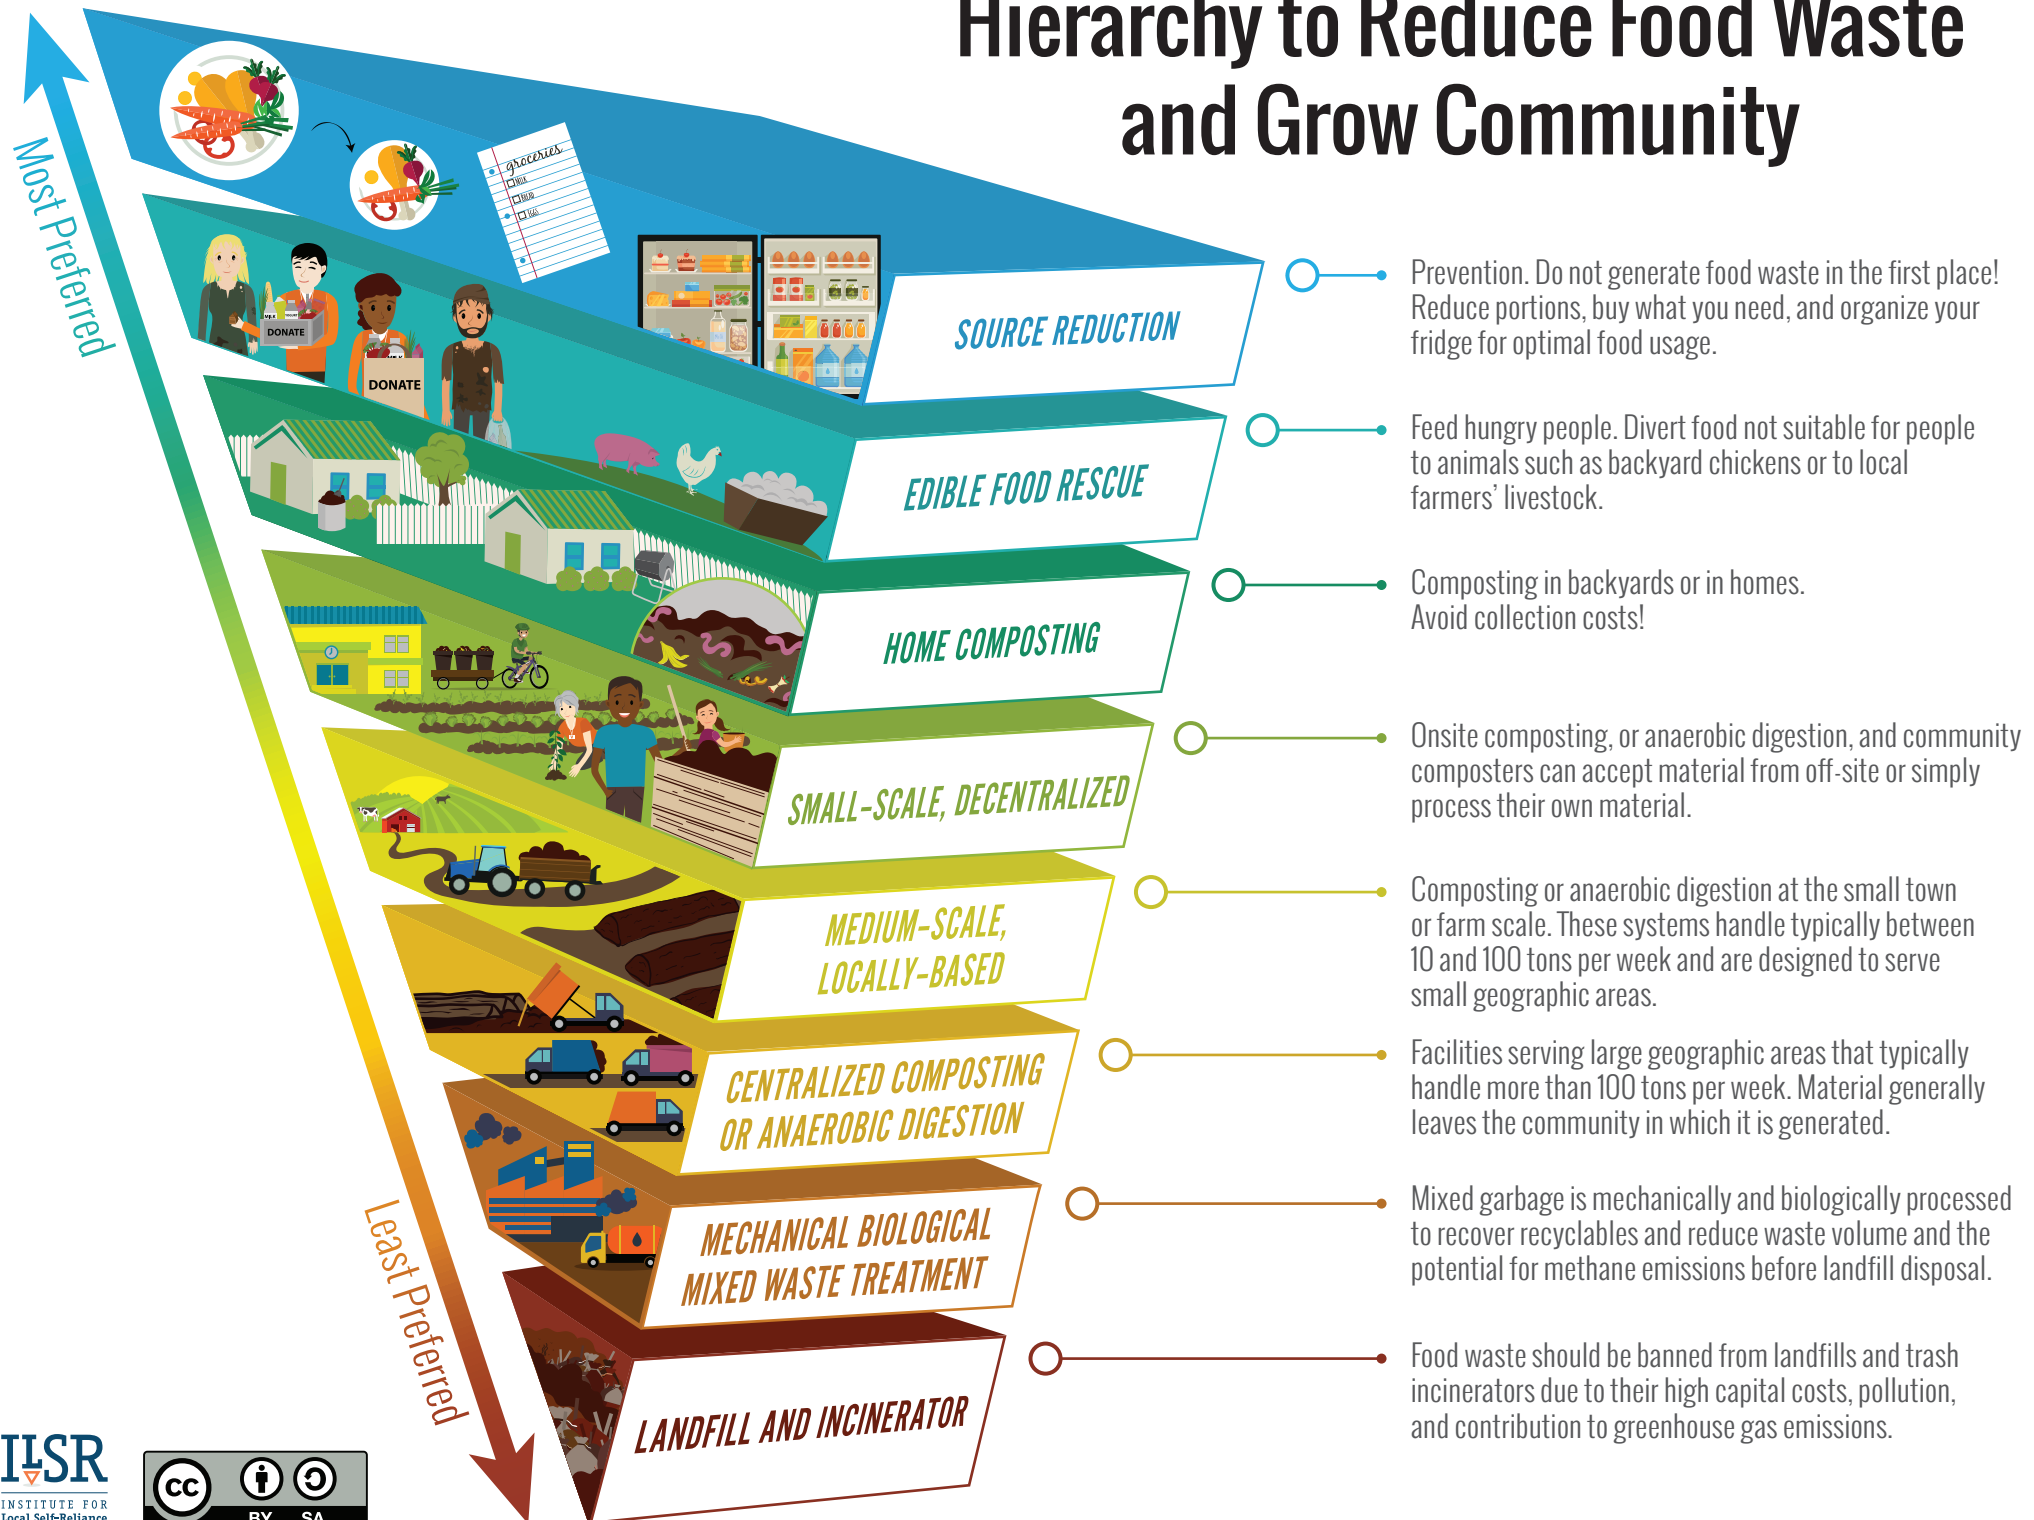 Hierarchy to Reduce Food Waste
and Grow Community
Most Preferred
groceries
MILK
BREAD
EGGS
DONATE
DONATE
SOURCE REDUCTION
Prevention. Do not generate food waste in the first place!
Reduce portions, buy what you need, and organize your
fridge for optimal food usage.
EDIBLE FOOD RESCUE
Feed hungry people. Divert food not suitable for people
to animals such as backyard chickens or to local
farmers’ livestock.
HOME COMPOSTING
Composting in backyards or in homes.
Avoid collection costs!
SMALL-SCALE, DECENTRALIZED
Onsite composting, or anaerobic digestion, and community
composters can accept material from off-site or simply
process their own material.
MEDIUM-SCALE,
LOCALLY-BASED
Composting or anaerobic digestion at the small town
or farm scale. These systems handle typically between
10 and 100 tons per week and are designed to serve
small geographic areas.
CENTRALIZED COMPOSTING
OR ANAEROBIC DIGESTION
Facilities serving large geographic areas that typically
handle more than 100 tons per week. Material generally
leaves the community in which it is generated.
MECHANICAL BIOLOGICAL
MIXED WASTE TREATMENT
Mixed garbage is mechanically and biologically processed
to recover recyclables and reduce waste volume and the
potential for methane emissions before landfill disposal.
Least Preferred
LANDFILL AND INCINERATOR
Food waste should be banned from landfills and trash
incinerators due to their high capital costs, pollution,
and contribution to greenhouse gas emissions.
ILSR
INSTITUTE FOR
Local Self-Reliance
cc
BY SA